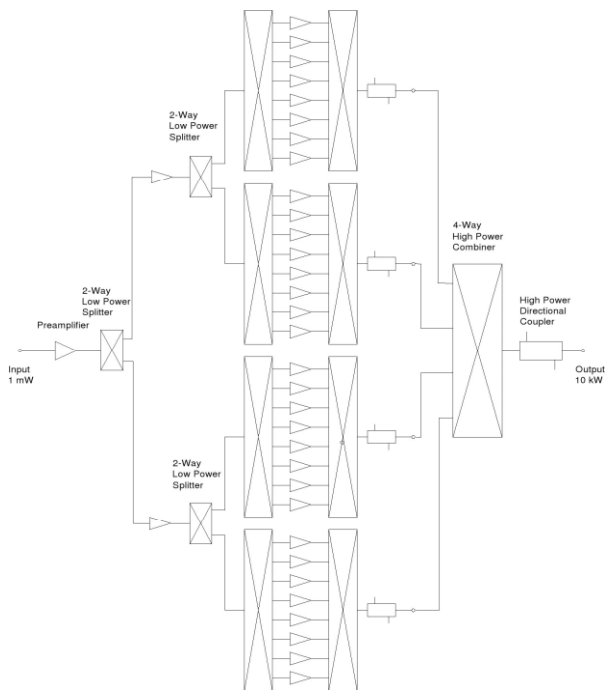 2-Way
Low Power
Splitter
4-Way
High Power
Combiner
2-Way
Low Power
Splitter
High Power
Directional
Coupler
Preamplifier
Input
1 mW
Output
10 kW
2-Way
Low Power
Splitter